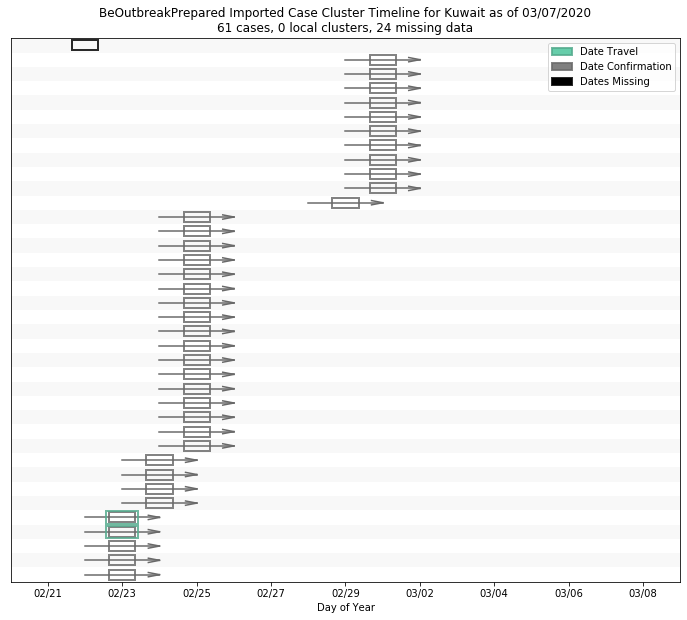 BeOutbreakPrepared Imported Case Cluster Timeline for Kuwait as of 03/07/2020
61 cases, 0 local clusters, 24 missing data
Date Travel
Date Confirmation
Dates Missing
02/21 02/23 02/25 02/27 02/29 03/02 03/04 03/06 03/08
Day of Year